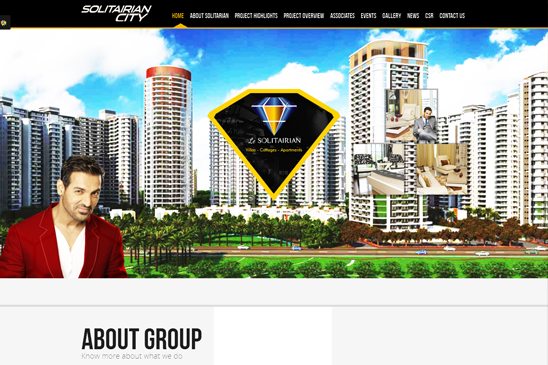 SOLITAIRIAN
CITY
HOME ABOUT SOLITARIAN PROJECT HIGHLIGHTS PROJECT OVERVIEW ASSOCIATES EVENTS GALLERY NEWS CSR CONTACT US
Le SOLITAIRIAN
Villas - Cottages - Apartments
ABOUT GROUP
Know more about what we do